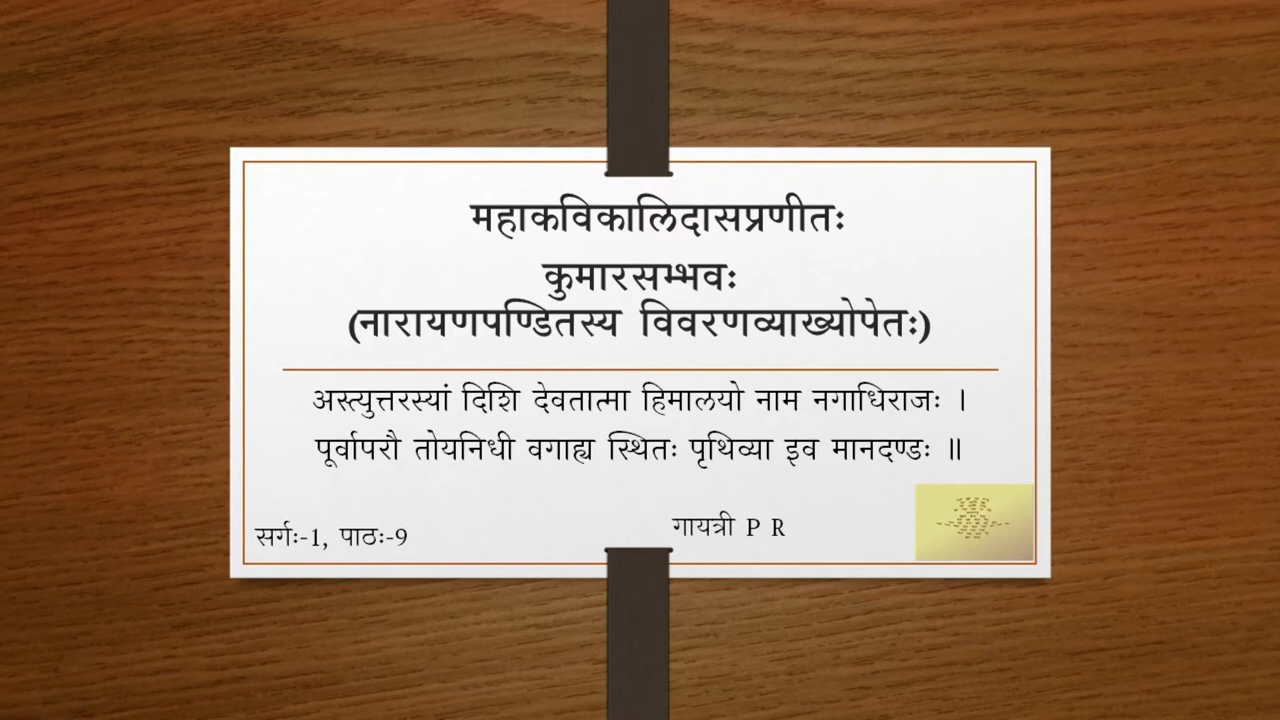 महाकविकालिदासप्रणीतः
कुमारसम्भवः
(नारायणपण्डितस्य विवरणव्याख्योपेतः)
अस्त्युत्तरस्यां दिशि देवतात्मा हिमालयो नाम नगाधिराजः ।
पूर्वापरौ तोयनिधी वगाह्य स्थितः पृथिव्या इव मानदण्डः ॥
सर्गः-1, पाठः-9
गायत्री P R